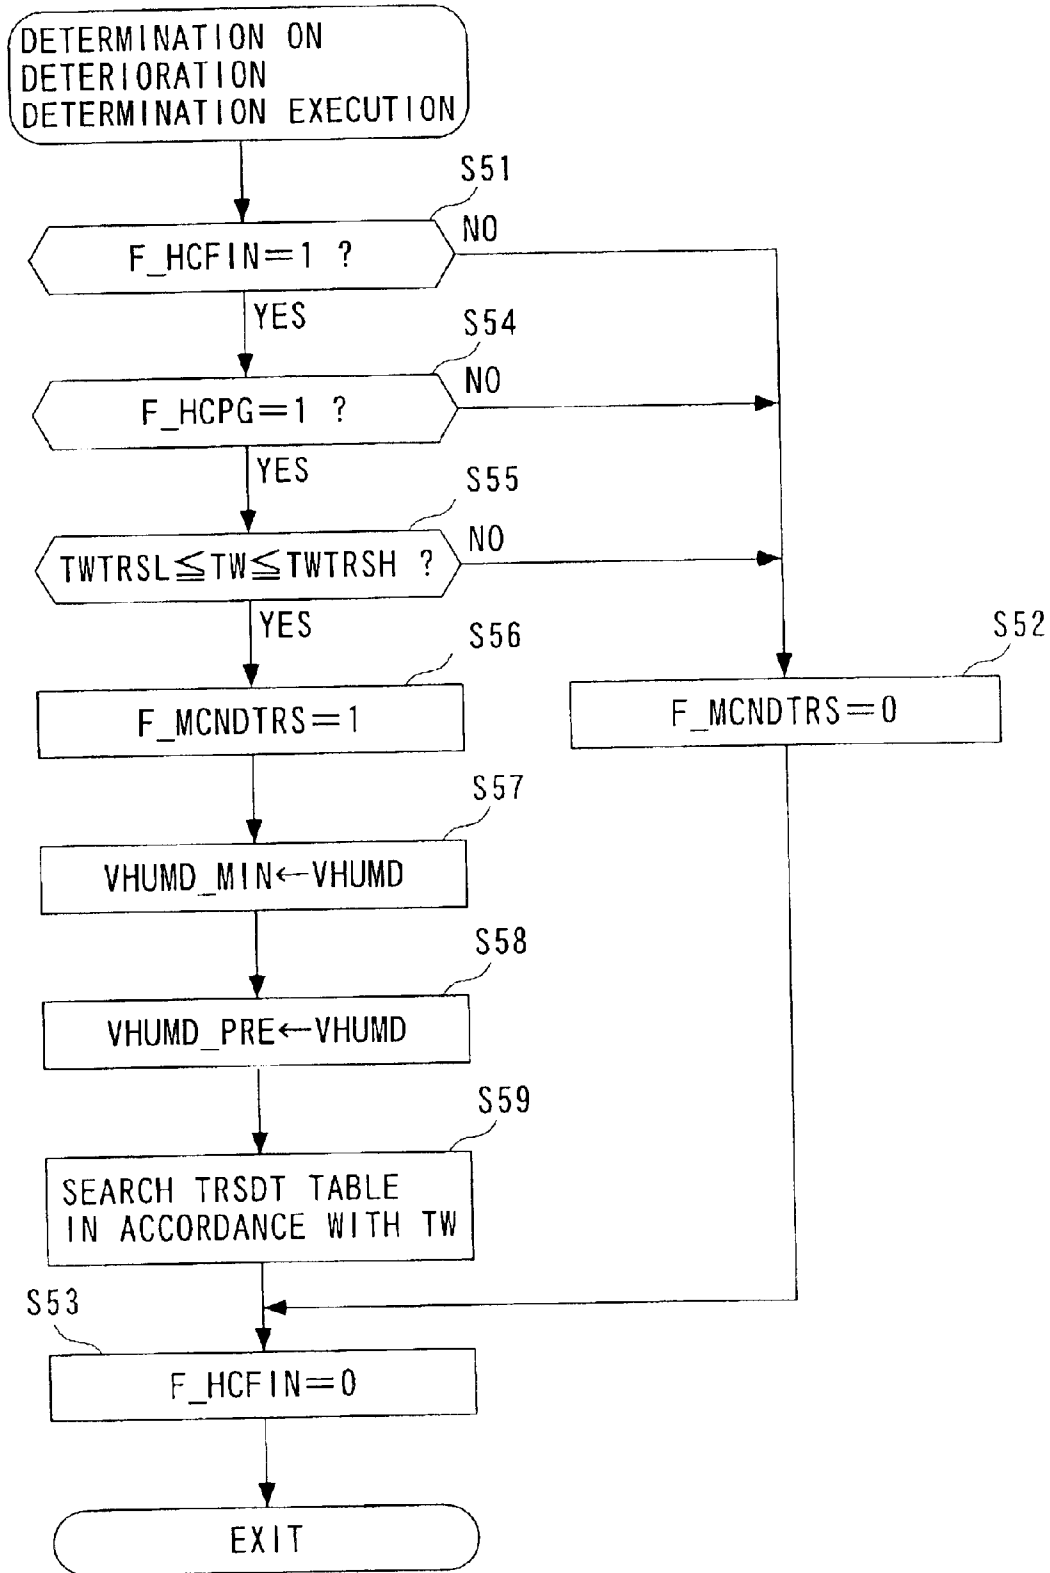 DETERMINATION ON
DETERIORATION
DETERMINATION EXECUTION
S51
F_HCFIN=1 ?
NO
YES
S54
F_HCPG=1 ?
NO
YES
S55
TWTRSL≦TW≦TWTRSH ?
NO
YES
S56
F_MCNDTRS=1
S52
F_MCNDTRS=0
S57
VHUMD_MIN←VHUMD
S58
VHUMD_PRE←VHUMD
S59
SEARCH TRSDT TABLE
IN ACCORDANCE WITH TW
S53
F_HCFIN=0
EXIT